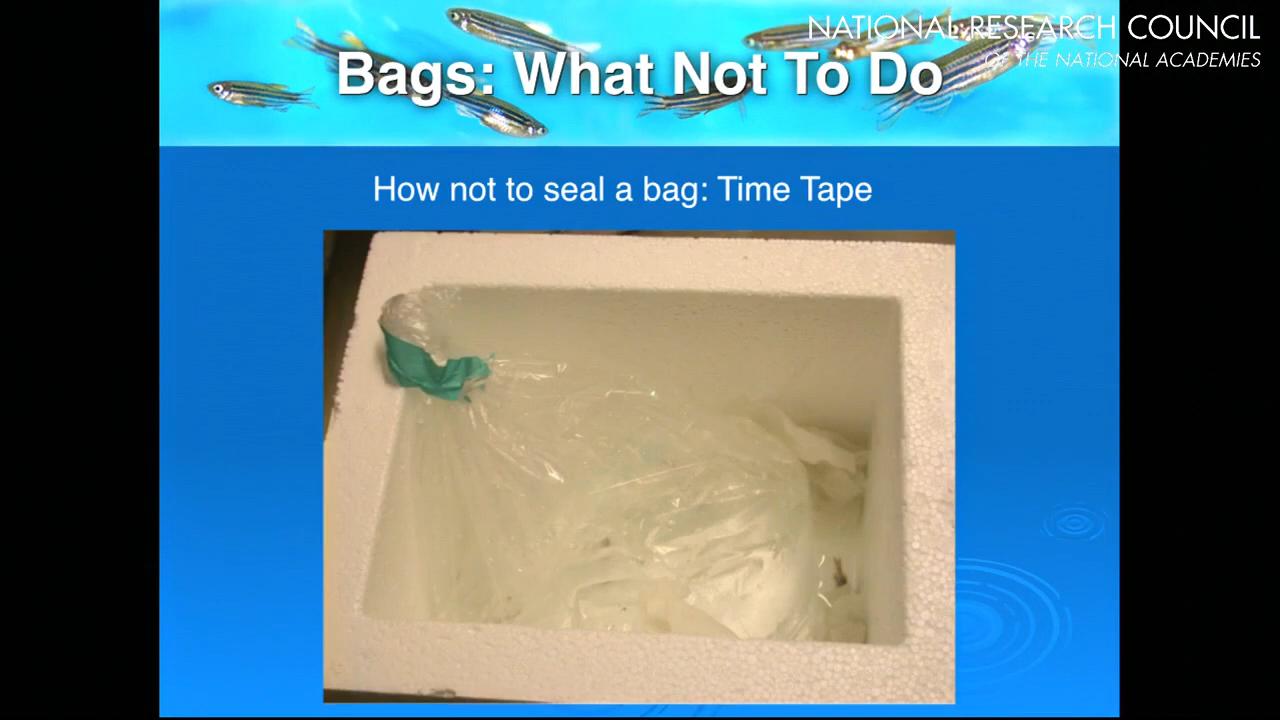 NATIONAL RESEARCH COUNCIL
OF THE NATIONAL ACADEMIES
Bags: What Not To Do
How not to seal a bag: Time Tape